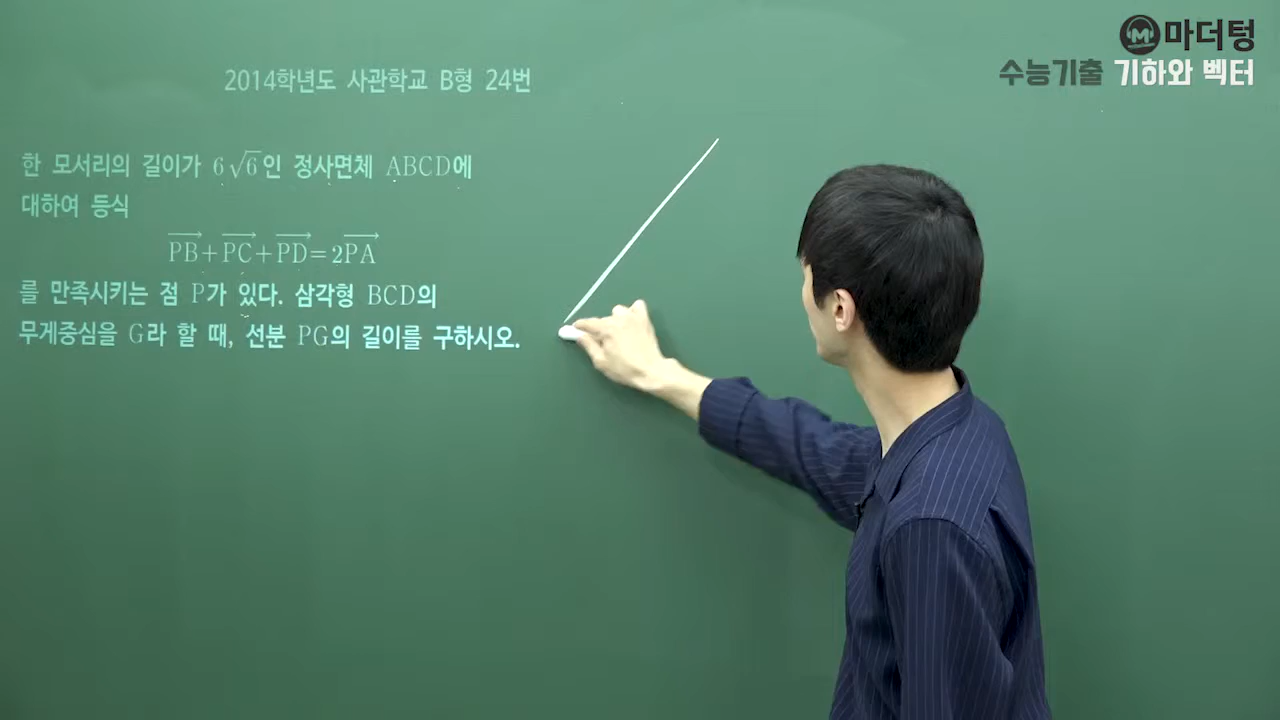 마더텅
수능기출 기하와 벡터
2014학년도 사관학교 B형 24번
한 모서리의 길이가 6√6인 정사면체 ABCD에
대하여 등식
PB+PC+PD=2PA
를 만족시키는 점 P가 있다. 삼각형 BCD의
무게중심을 G라 할 때, 선분 PG의 길이를 구하시오.